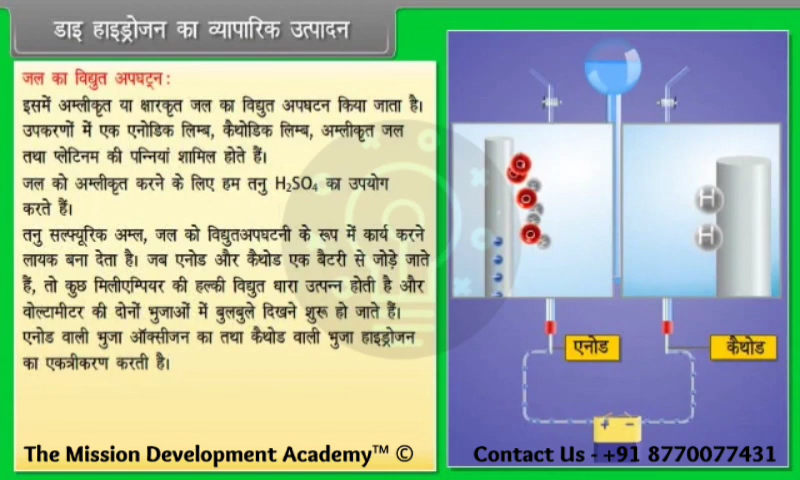 डाइ हाइड्रोजन का व्यापारिक उत्पादन
जल का विद्युत अपघट्न :
इसमें अम्लीकृत या क्षारकृत जल का विद्युत अपघटन किया जाता है।
उपकरणों में एक एनोडिक लिम्ब, कैथोडिक लिम्ब, अम्लीकृत जल
तथा प्लेटिनम की पन्नियां शामिल होते हैं।
जल को अम्लीकृत करने के लिए हम तनु H₂SO₄ का उपयोग
करते हैं।
तनु सल्फ्यूरिक अम्ल, जल को विद्युतअपघटनी के रूप में कार्य करने
लायक बना देता है। जब एनोड और कैथोड एक बैटरी से जोड़े जाते
हैं, तो कुछ मिलीएम्पियर की हल्की विद्युत धारा उत्पन्न होती है और
वोल्टामीटर की दोनों भुजाओं में बुलबुले दिखने शुरू हो जाते हैं।
एनोड वाली भुजा ऑक्सीजन का तथा कैथोड वाली भुजा हाइड्रोजन
का एकत्रीकरण करती है।
O
O
O
O
H
H
एनोड
कैथोड
+ -
The Mission Development Academy™ ©
Contact Us - +91 8770077431